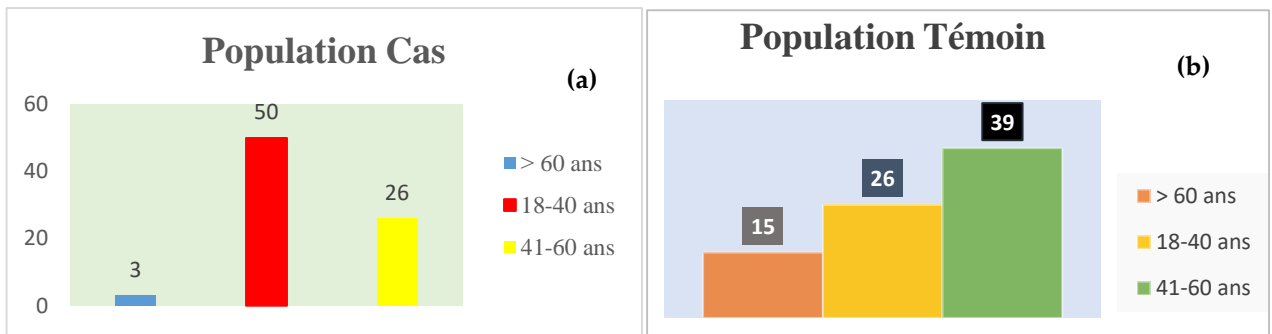 Population Cas
(a)
60
40
20
0
3
50
26
> 60 ans
18-40 ans
41-60 ans
Population Témoin
(b)
15
26
39
> 60 ans
18-40 ans
41-60 ans